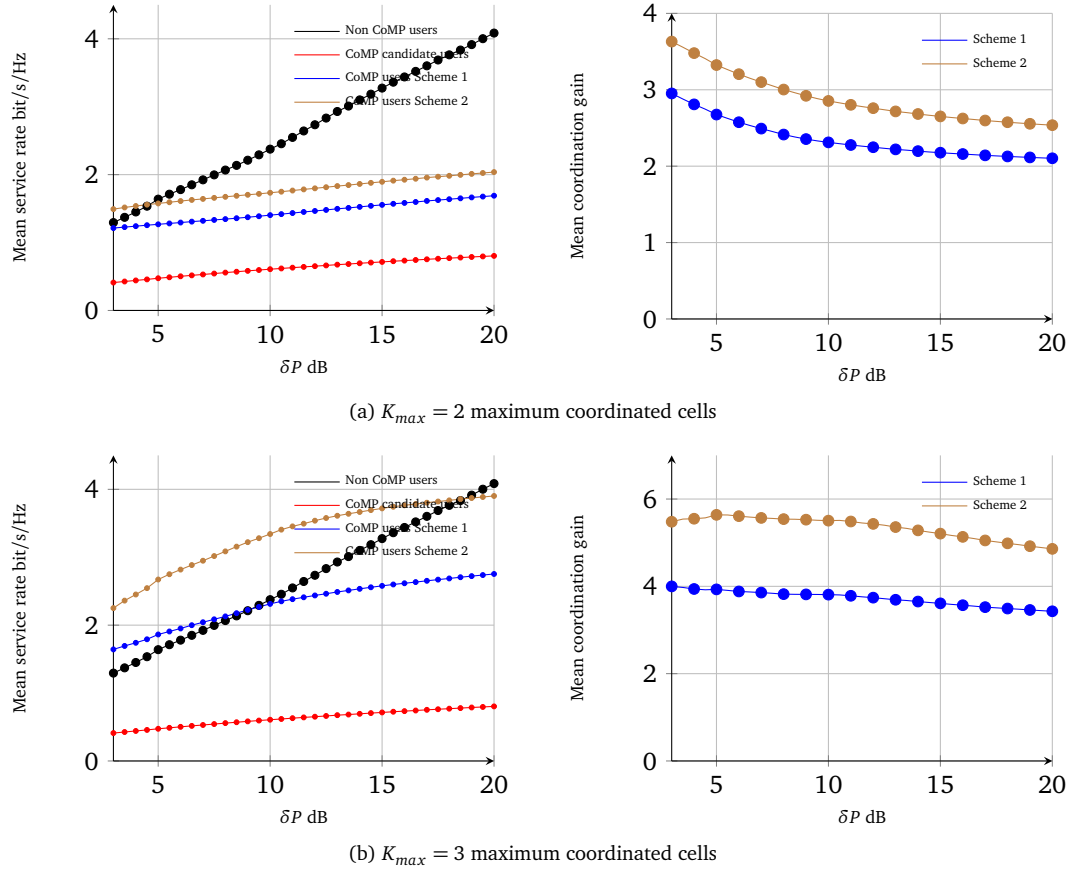 Mean service rate bit/s/Hz
4
2
0
5
10
15
20
δP dB
Non CoMP users
CoMP candidate users
CoMP users Scheme 1
CoMP users Scheme 2
Mean coordination gain
4
3
2
1
0
5
10
15
20
δP dB
Scheme 1
Scheme 2
(a) K_max = 2 maximum coordinated cells
Mean service rate bit/s/Hz
4
2
0
5
10
15
20
δP dB
Non CoMP users
CoMP candidate users
CoMP users Scheme 1
CoMP users Scheme 2
Mean coordination gain
6
4
2
0
5
10
15
20
δP dB
Scheme 1
Scheme 2
(b) K_max = 3 maximum coordinated cells